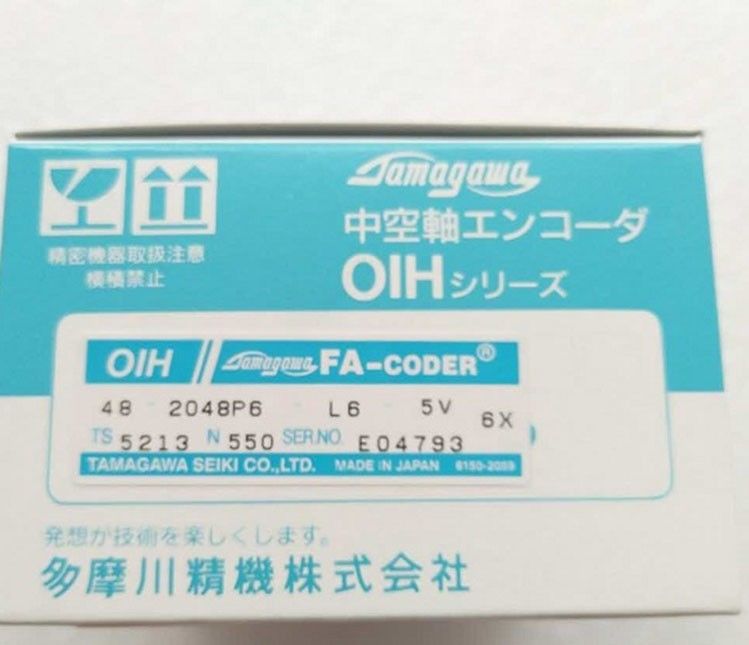 Tamagawa
中空軸エンコーダ
OIHシリーズ
精密機器取扱注意
横積禁止
OIH // Tamagawa FA-CODER®
48 - 2048P6 - L6 - 5V 6X
TS 5213 N 550 SER.NO. E04793
TAMAGAWA SEIKI CO.,LTD. MADE IN JAPAN 6150-2059
発想が技術を楽しくします。
多摩川精機株式会社